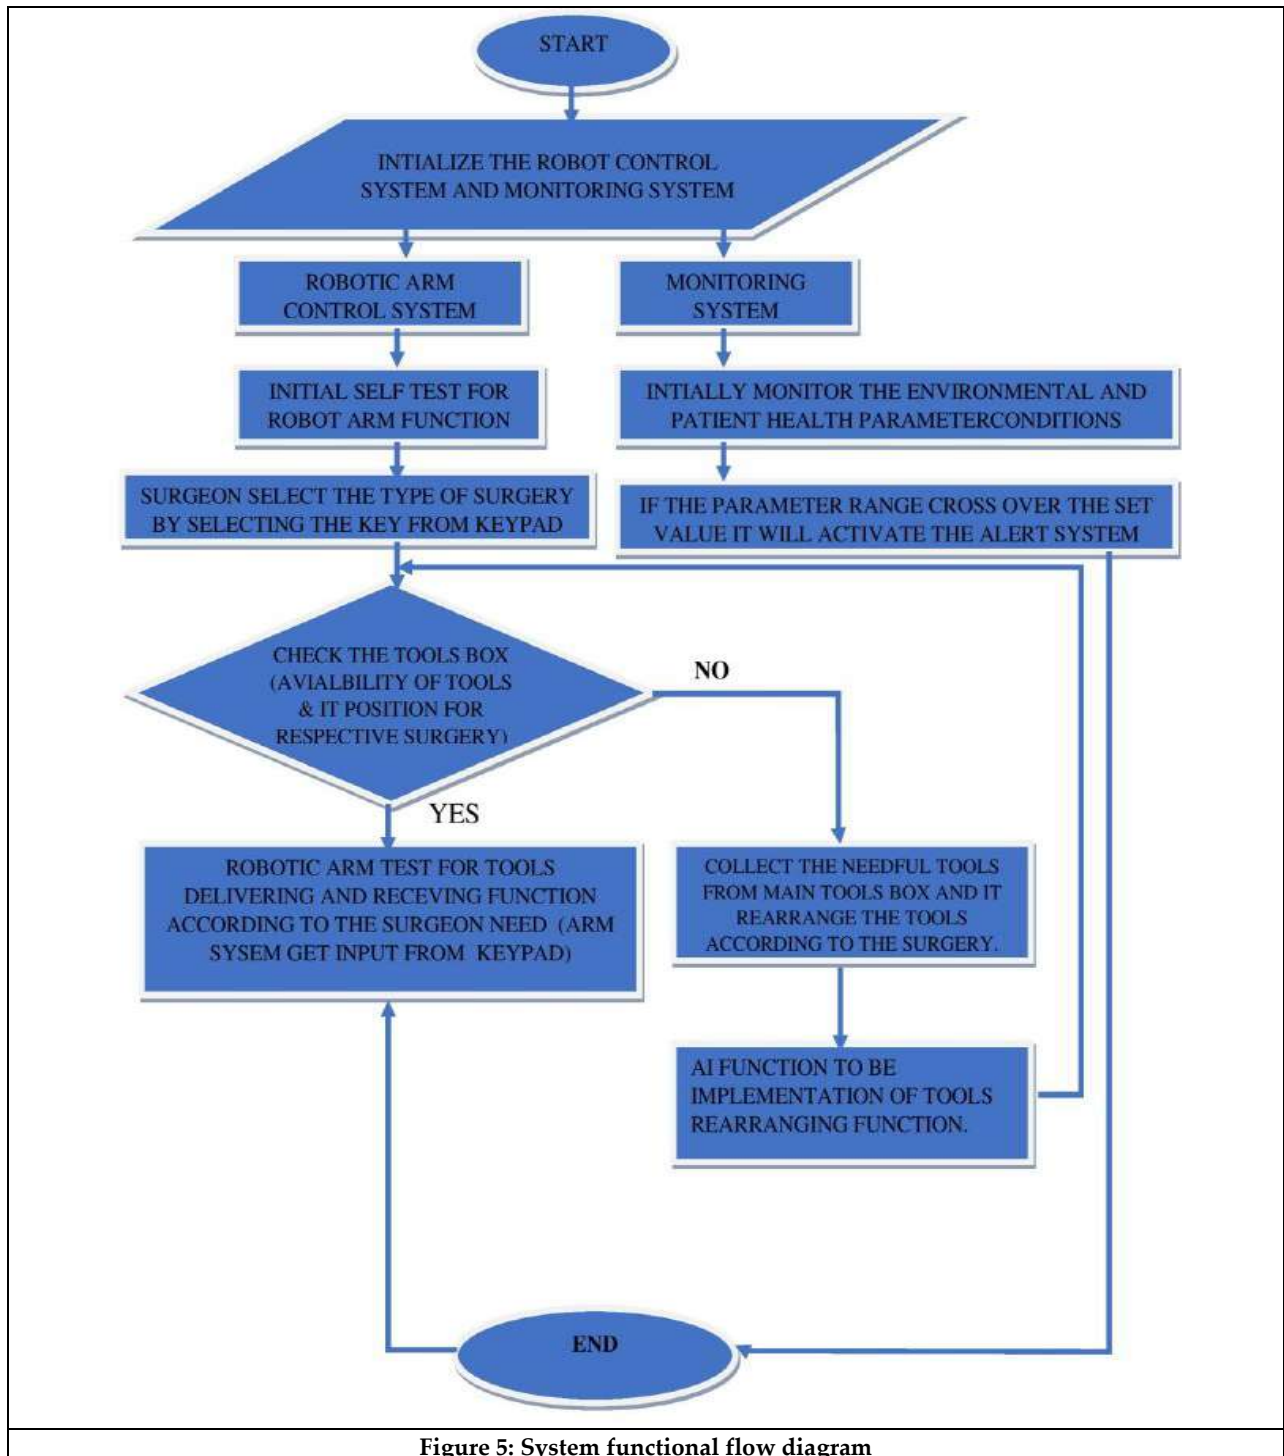 START
INTIALIZE THE ROBOT CONTROL
SYSTEM AND MONITORING SYSTEM
ROBOTIC ARM
CONTROL SYSTEM
MONITORING
SYSTEM
INITIAL SELF TEST FOR
ROBOT ARM FUNCTION
INTIALLY MONITOR THE ENVIRONMENTAL AND
PATIENT HEALTH PARAMETERCONDITIONS
SURGEON SELECT THE TYPE OF SURGERY
BY SELECTING THE KEY FROM KEYPAD
IF THE PARAMETER RANGE CROSS OVER THE SET
VALUE IT WILL ACTIVATE THE ALERT SYSTEM
CHECK THE TOOLS BOX
(AVIALBILITY OF TOOLS
& IT POSITION FOR
RESPECTIVE SURGERY)
NO
YES
ROBOTIC ARM TEST FOR TOOLS
DELIVERING AND RECEVING FUNCTION
ACCORDING TO THE SURGEON NEED (ARM
SYSEM GET INPUT FROM KEYPAD)
COLLECT THE NEEDFUL TOOLS
FROM MAIN TOOLS BOX AND IT
REARRANGE THE TOOLS
ACCORDING TO THE SURGERY.
AI FUNCTION TO BE
IMPLEMENTATION OF TOOLS
REARRANGING FUNCTION.
END
Figure 5: System functional flow diagram